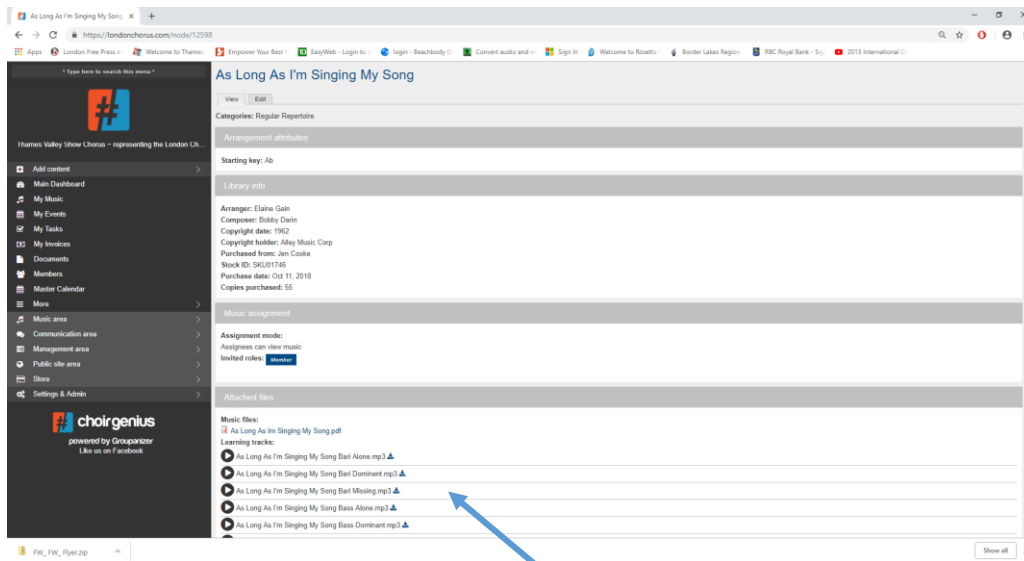 As Long As I'm Singing My Song
https://londonchorus.com/node/12598
Apps London Free Press e- Welcome to Thames Empower Your Best EasyWeb - Login to login - Beachbody Convert audio and vi Sign In Welcome to Rosetta Border Lakes Region RBC Royal Bank - Sig 2013 International C
* Type here to search this menu *
Thames Valley Show Chorus ~ representing the London Ch...
Add content
Main Dashboard
My Music
My Events
My Tasks
My Invoices
Documents
Members
Master Calendar
More
Music area
Communication area
Management area
Public site area
Store
Settings & Admin
choirgenius
powered by Groupanizer
Like us on Facebook
As Long As I'm Singing My Song
View Edit
Categories: Regular Repertoire
Arrangement attributes
Starting key: Ab
Library info
Arranger: Elaine Gain
Composer: Bobby Darin
Copyright date: 1962
Copyright holder: Alley Music Corp
Purchased from: Jen Cooke
Stock ID: SKU01746
Purchase date: Oct 11, 2018
Copies purchased: 55
Music assignment
Assignment mode:
Assignees can view music
Invited roles: Member
Attached files
Music files:
As Long As Im Singing My Song.pdf
Learning tracks:
As Long As I'm Singing My Song Bari Alone.mp3
As Long As I'm Singing My Song Bari Dominant.mp3
As Long As I'm Singing My Song Bari Missing.mp3
As Long As I'm Singing My Song Bass Alone.mp3
As Long As I'm Singing My Song Bass Dominant.mp3
FW_ FW_ Flyer.zip
Show all